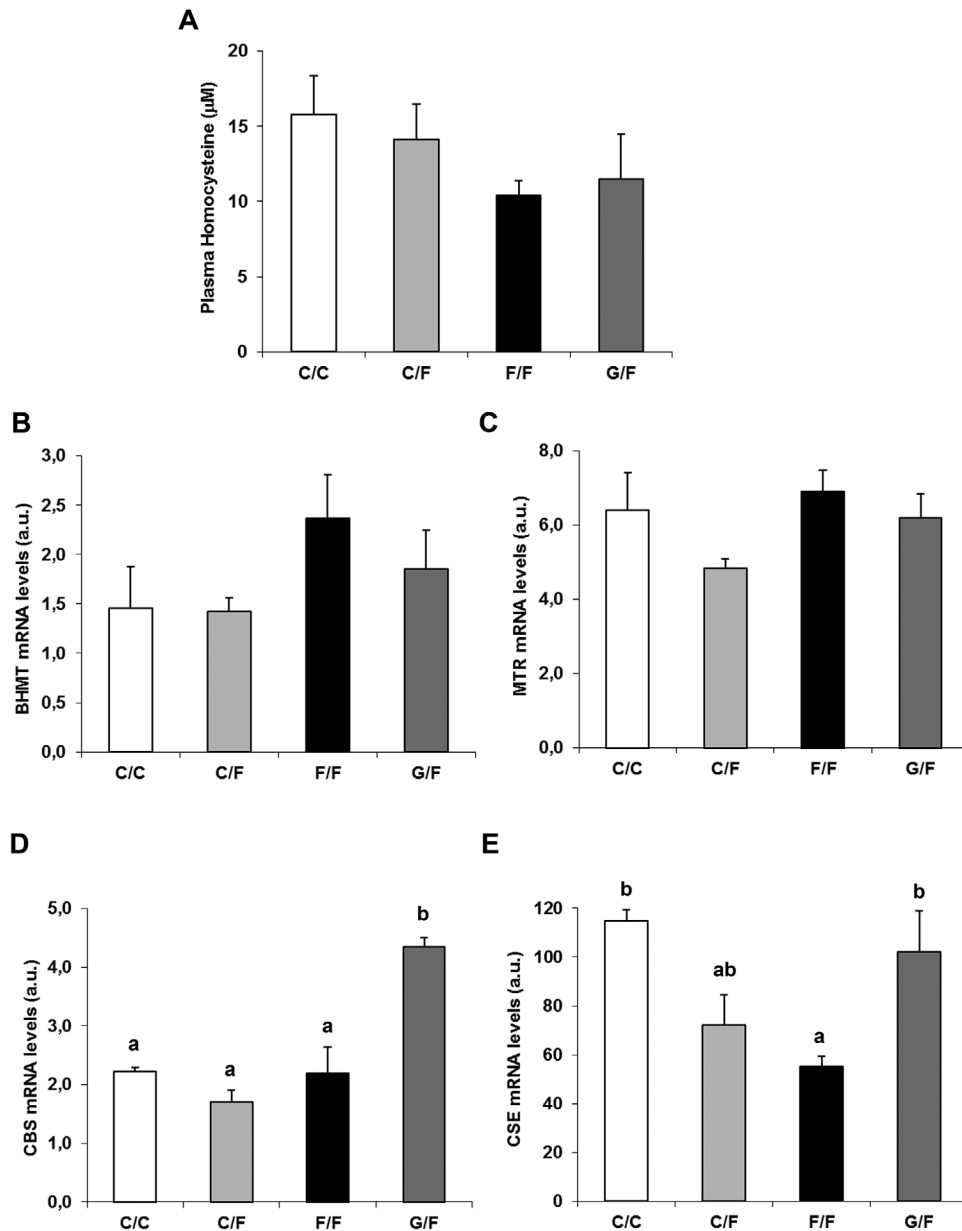 A
Plasma Homocysteine (μM)
20
15
10
5
0
C/C C/F F/F G/F
B
BHMT mRNA levels (a.u.)
3,0
2,5
2,0
1,5
1,0
0,5
0,0
C/C C/F F/F G/F
C
MTR mRNA levels (a.u.)
8,0
6,0
4,0
2,0
0,0
C/C C/F F/F G/F
D
CBS mRNA levels (a.u.)
5,0
4,0
3,0
2,0
1,0
0,0
a a a b
C/C C/F F/F G/F
E
CSE mRNA levels (a.u.)
120
100
80
60
40
20
0
b ab a b
C/C C/F F/F G/F